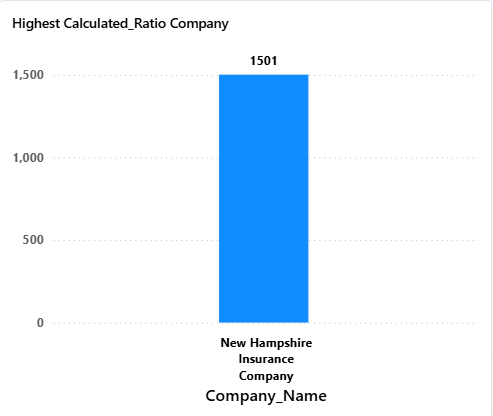 Highest Calculated_Ratio Company
1501
1,500
1,000
500
0
New Hampshire
Insurance
Company
Company_Name